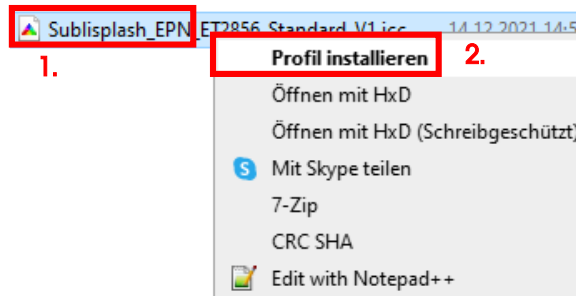 Sublisplash_EPN_ET2856_Standard_V1.icc 14.12.2021 14:5
1.
Profil installieren 2.
Öffnen mit HxD
Öffnen mit HxD (Schreibgeschützt)
Mit Skype teilen
7-Zip
CRC SHA
Edit with Notepad++